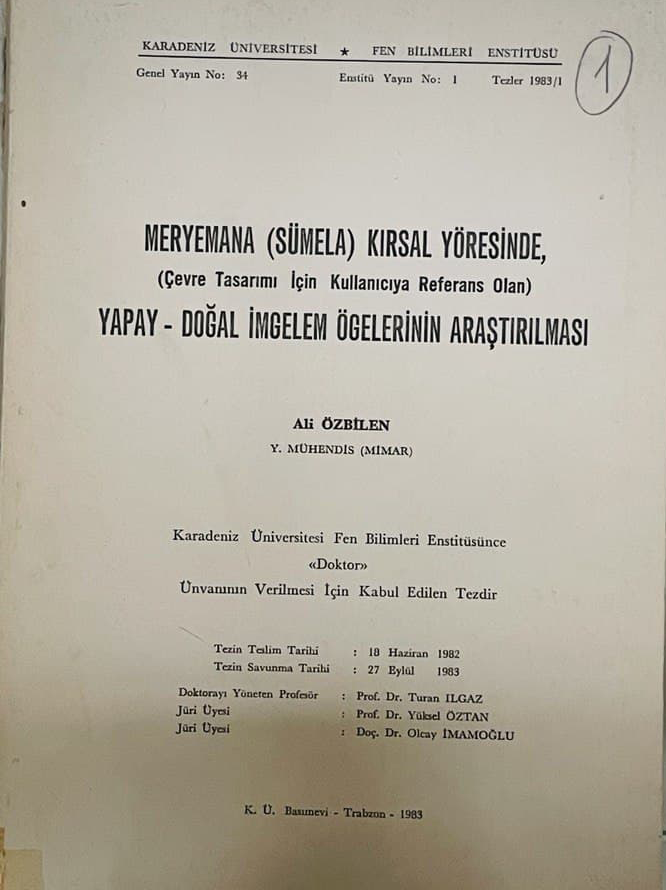 KARADENİZ ÜNİVERSİTESİ ★ FEN BİLİMLERİ ENSTİTÜSÜ
Genel Yayın No: 34 Enstitü Yayın No: 1 Tezler 1983/1
1
MERYEMANA (SÜMELA) KIRSAL YÖRESİNDE,
(Çevre Tasarımı İçin Kullanıcıya Referans Olan)
YAPAY - DOĞAL İMGELEM ÖGELERİNİN ARAŞTIRILMASI
Ali ÖZBİLEN
Y. MÜHENDİS (MİMAR)
Karadeniz Üniversitesi Fen Bilimleri Enstitüsünce
«Doktor»
Ünvanının Verilmesi İçin Kabul Edilen Tezdir
Tezin Teslim Tarihi : 18 Haziran 1982
Tezin Savunma Tarihi : 27 Eylül 1983
Doktorayı Yöneten Profesör : Prof. Dr. Turan ILGAZ
Jüri Üyesi : Prof. Dr. Yüksel ÖZTAN
Jüri Üyesi : Doç. Dr. Olcay İMAMOĞLU
K. Ü. Basımevi - Trabzon - 1983